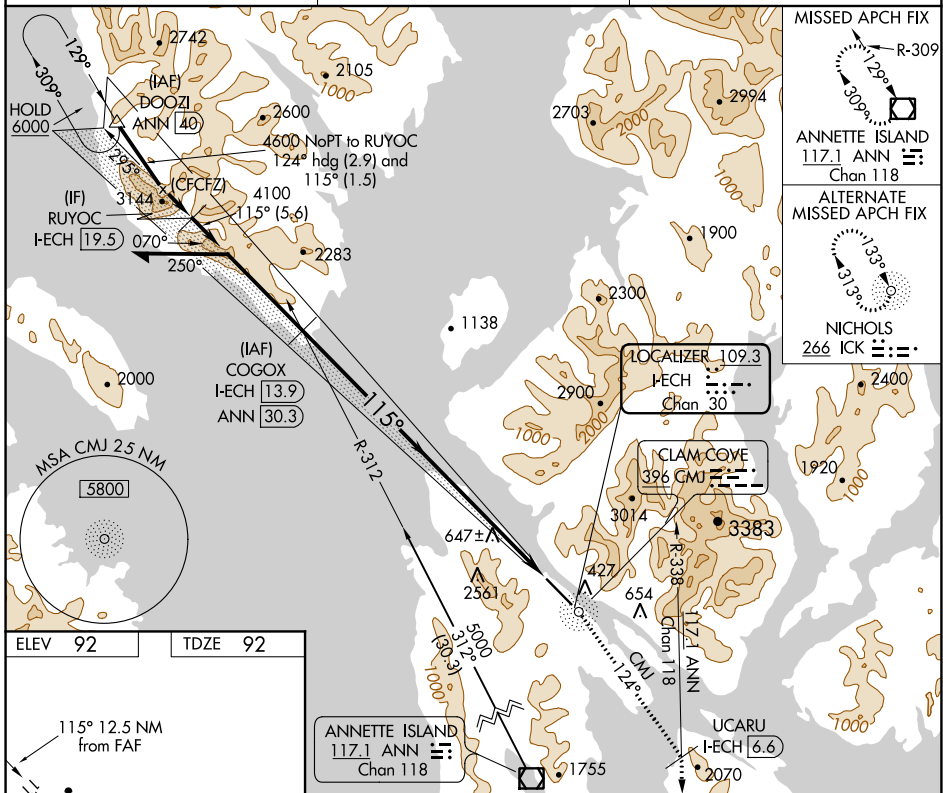 2742
2105
1000
129°
309°
(IAF)
DOOZI
ANN 40
HOLD
6000
2600
2703
2000
2994
1000
MISSED APCH FIX
R-309
129°
309°
ANNETTE ISLAND
117.1 ANN
Chan 118
4600 NoPT to RUYOC
124° hdg (2.9) and
115° (1.5)
295°
(CFCFZ)
3144
4100
115° (5.6)
(IF)
RUYOC
I-ECH 19.5
070°
250°
2283
1900
ALTERNATE
MISSED APCH FIX
133°
313°
NICHOLS
266 ICK
2300
1138
2000
(IAF)
COGOX
I-ECH 13.9
ANN 30.3
115°
LOCALIZER 109.3
I-ECH
Chan 30
2900
1000
2000
2400
1920
1000
R-312
CLAM COVE
396 CMJ
MSA CMJ 25 NM
5800
3014
3383
647±
2561
427
654
R-338
117.1 ANN
Chan 118
CMJ
124°
5000
312°
(30.3)
1000
1000
ELEV 92
TDZE 92
115° 12.5 NM
from FAF
ANNETTE ISLAND
117.1 ANN
Chan 118
1755
UCARU
I-ECH 6.6
2070